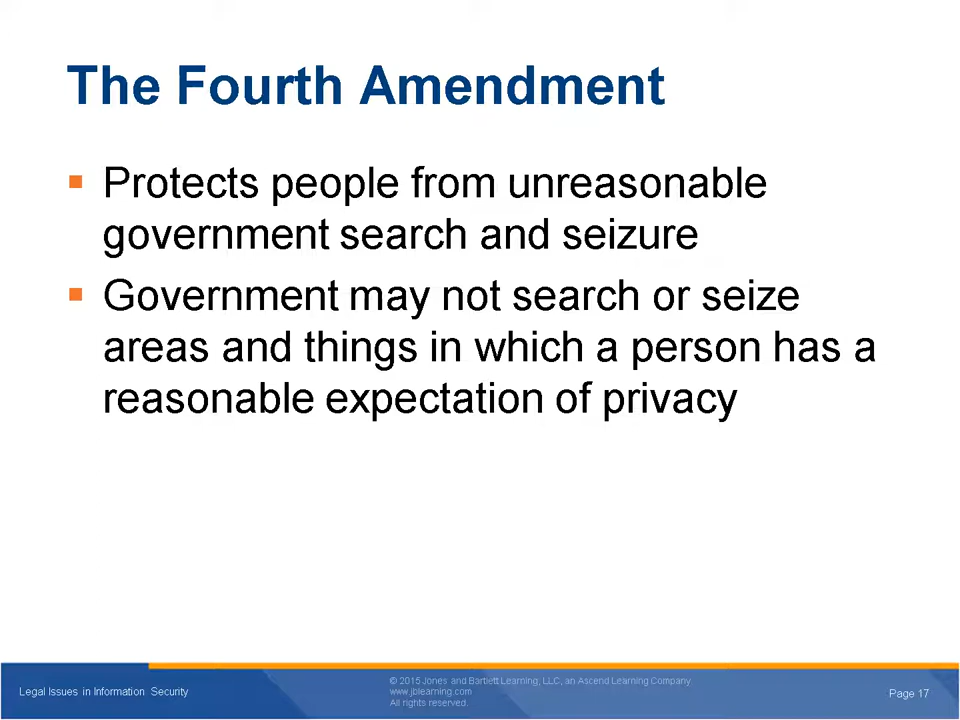 The Fourth Amendment
Protects people from unreasonable
government search and seizure
Government may not search or seize
areas and things in which a person has a
reasonable expectation of privacy
Legal Issues in Information Security
© 2015 Jones and Bartlett Learning, LLC, an Ascend Learning Company
www.jblearning.com
All rights reserved.
Page 17